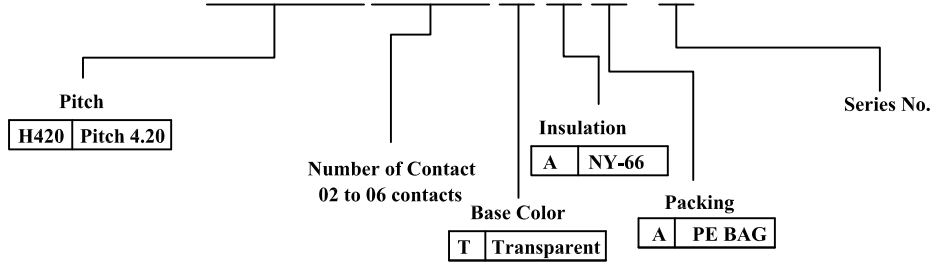 Pitch
H420 Pitch 4.20
Number of Contact
02 to 06 contacts
Base Color
T Transparent
Insulation
A NY-66
Packing
A PE BAG
Series No.